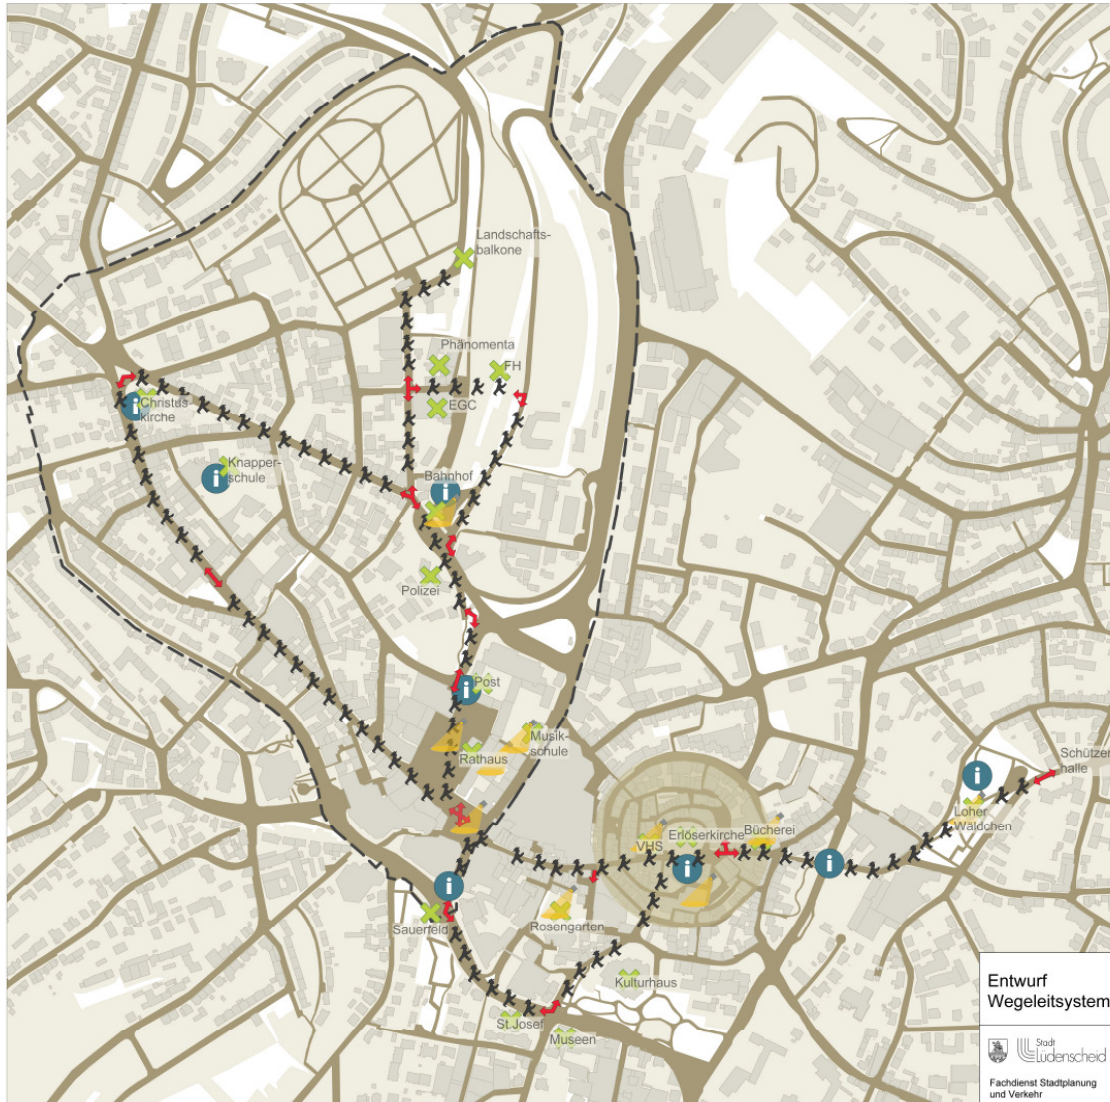 Landschafts-
balkone
Phänomenta
FH
EGC
Christus
kirche
Knapper-
schule
Bahnhof
Polizei
Post
Musik-
schule
Rathaus
Schützen
halle
Loher
Wäldchen
Erlöserkirche
Bücherei
VHS
Sauerfeld
Rosengarten
Kulturhaus
St Josef
Museen
Entwurf
Wegeleitsystem
Stadt
Lüdenscheid
Fachdienst Stadtplanung
und Verkehr
i
i
i
i
i
i
i
i